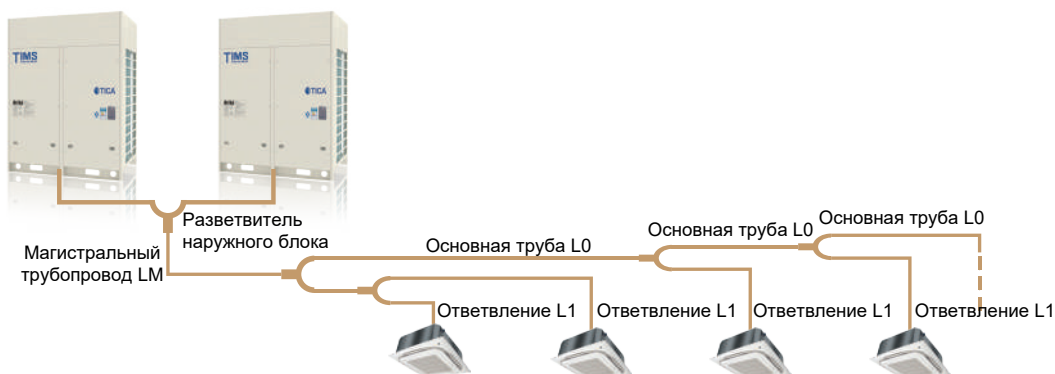 TIMS
TICA
TIMS
TICA
Разветвитель
наружного блока
Магистральный
трубопровод LM
Основная труба L0
Основная труба L0
Основная труба L0
Ответвление L1
Ответвление L1
Ответвление L1
Ответвление L1